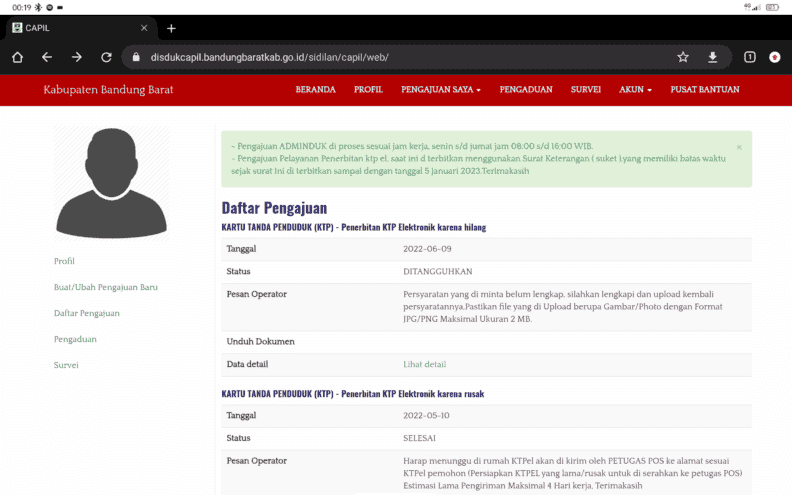 00:19
4G
CAPIL
disdukcapil.bandungbaratkab.go.id/sidilan/capil/web/
1
Kabupaten Bandung Barat BERANDA PROFIL PENGAJUAN SAYA PENGADUAN SURVEI AKUN PUSAT BANTUAN
Profil
Buat/Ubah Pengajuan Baru
Daftar Pengajuan
Pengaduan
Survei
- Pengajuan ADMINDUK di proses sesuai jam kerja, senin s/d jumat jam 08:00 s/d 16:00 WIB.
- Pengajuan Pelayanan Penerbitan ktp el, saat ini d terbitkan menggunakan Surat Keterangan ( suket ).yang memiliki batas waktu
sejak surat ini di terbitkan sampai dengan tanggal 5 januari 2023.Terimakasih
×
Daftar Pengajuan
KARTU TANDA PENDUDUK (KTP) - Penerbitan KTP Elektronik karena hilang
Tanggal 2022-06-09
Status DITANGGUHKAN
Pesan Operator Persyaratan yang di minta belum lengkap, silahkan lengkapi dan upload kembali
persyaratannya,Pastikan file yang di Upload berupa Gambar/Photo dengan Format
JPG/PNG Maksimal Ukuran 2 MB.
Unduh Dokumen
Data detail Lihat detail
KARTU TANDA PENDUDUK (KTP) - Penerbitan KTP Elektronik karena rusak
Tanggal 2022-05-10
Status SELESAI
Pesan Operator Harap menunggu di rumah KTPel akan di kirim oleh PETUGAS POS ke alamat sesuai
KTPel pemohon (Persiapkan KTPEL yang lama/rusak untuk di serahkan ke petugas POS)
Estimasi Lama Pengiriman Maksimal 4 Hari kerja, Terimakasih